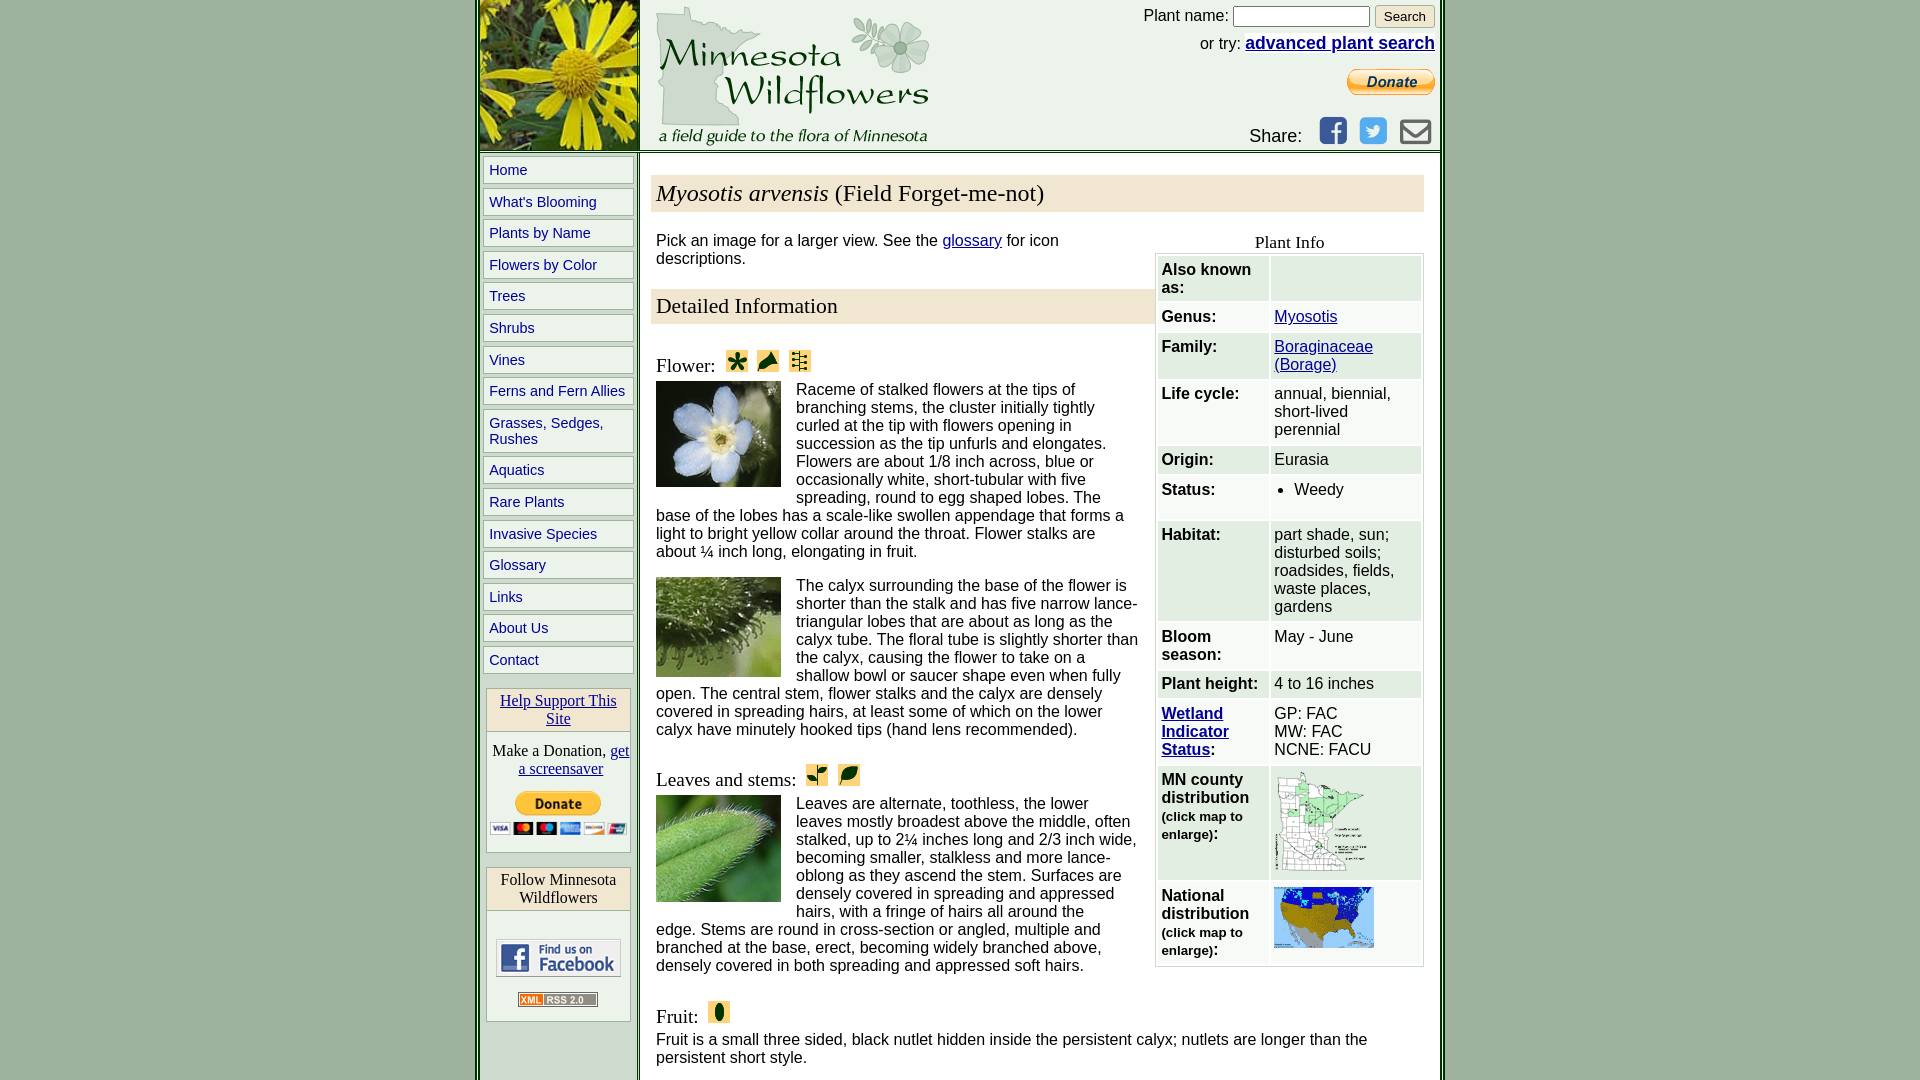 Minnesota
Wildflowers
a field guide to the flora of Minnesota
Plant name:
Search
or try: advanced plant search
Donate
Share:
Home
What's Blooming
Plants by Name
Flowers by Color
Trees
Shrubs
Vines
Ferns and Fern Allies
Grasses, Sedges,
Rushes
Aquatics
Rare Plants
Invasive Species
Glossary
Links
About Us
Contact
Help Support This
Site
Make a Donation, get
a screensaver
Donate
VISA
DISCOVER
Follow Minnesota
Wildflowers
Find us on
Facebook
XML RSS 2.0
Myosotis arvensis (Field Forget-me-not)
Pick an image for a larger view. See the glossary for icon
descriptions.
Detailed Information
Flower:
Raceme of stalked flowers at the tips of
branching stems, the cluster initially tightly
curled at the tip with flowers opening in
succession as the tip unfurls and elongates.
Flowers are about 1/8 inch across, blue or
occasionally white, short-tubular with five
spreading, round to egg shaped lobes. The
base of the lobes has a scale-like swollen appendage that forms a
light to bright yellow collar around the throat. Flower stalks are
about ¼ inch long, elongating in fruit.
The calyx surrounding the base of the flower is
shorter than the stalk and has five narrow lance-
triangular lobes that are about as long as the
calyx tube. The floral tube is slightly shorter than
the calyx, causing the flower to take on a
shallow bowl or saucer shape even when fully
open. The central stem, flower stalks and the calyx are densely
covered in spreading hairs, at least some of which on the lower
calyx have minutely hooked tips (hand lens recommended).
Leaves and stems:
Leaves are alternate, toothless, the lower
leaves mostly broadest above the middle, often
stalked, up to 2¼ inches long and 2/3 inch wide,
becoming smaller, stalkless and more lance-
oblong as they ascend the stem. Surfaces are
densely covered in spreading and appressed
hairs, with a fringe of hairs all around the
edge. Stems are round in cross-section or angled, multiple and
branched at the base, erect, becoming widely branched above,
densely covered in both spreading and appressed soft hairs.
Fruit:
Fruit is a small three sided, black nutlet hidden inside the persistent calyx; nutlets are longer than the
persistent short style.
Plant Info
Also known
as:
Genus: Myosotis
Family: Boraginaceae
(Borage)
Life cycle: annual, biennial,
short-lived
perennial
Origin: Eurasia
Status: • Weedy
Habitat: part shade, sun;
disturbed soils;
roadsides, fields,
waste places,
gardens
Bloom
season: May - June
Plant height: 4 to 16 inches
Wetland
Indicator
Status:
GP: FAC
MW: FAC
NCNE: FACU
MN county
distribution
(click map to
enlarge):
National
distribution
(click map to
enlarge):